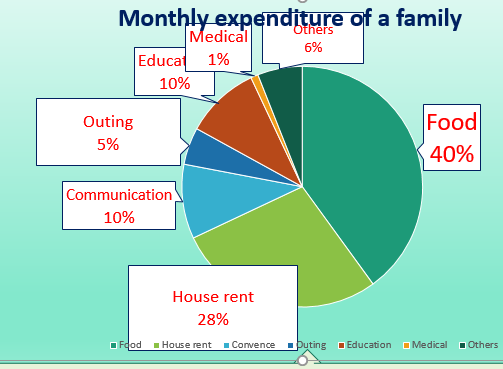 Monthly expenditure of a family
Medical
1%
Others
6%
10%
Food
40%
Outing
5%
Communication
10%
House rent
28%
Food House rent Convence Outing Education Medical Others